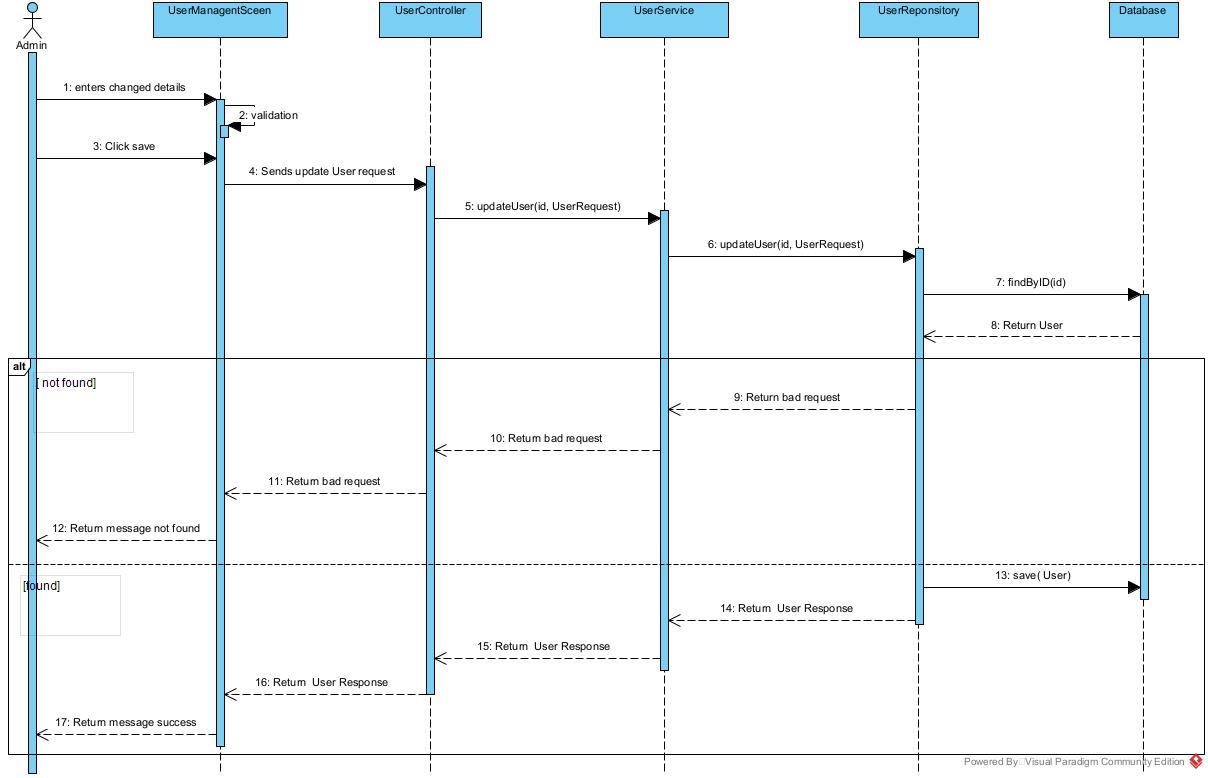 UserManagentSceen
UserController
UserService
UserReponsitory
Database
Admin
1: enters changed details
2: validation
3: Click save
4: Sends update User request
5: updateUser(id, UserRequest)
6: updateUser(id, UserRequest)
7: findByID(id)
8: Return User
alt
[ not found]
9: Return bad request
10: Return bad request
11: Return bad request
12: Return message not found
[found]
13: save( User)
14: Return  User Response
15: Return  User Response
16: Return  User Response
17: Return message success
Powered By Visual Paradigm Community Edition